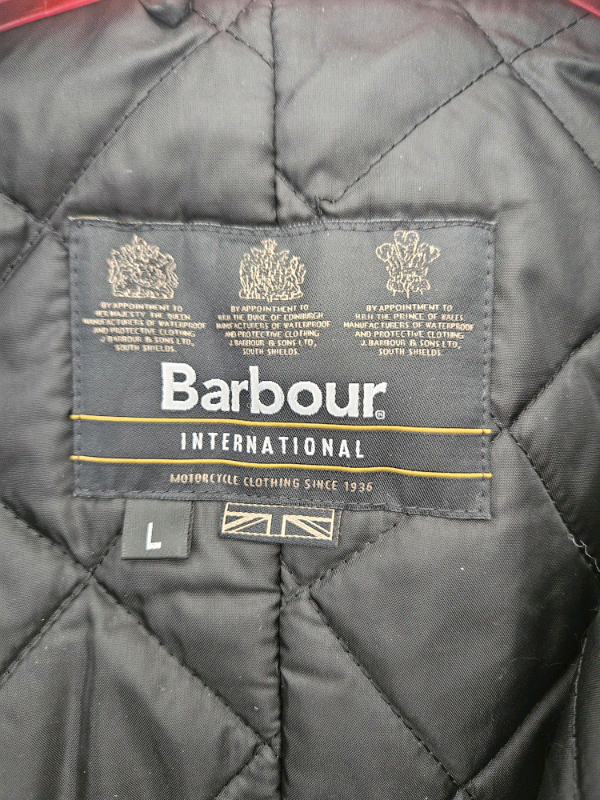 BY APPOINTMENT TO
HER MAJESTY THE QUEEN
MANUFACTURERS OF WATERPROOF
AND PROTECTIVE CLOTHING
J. BARBOUR & SONS LTD,
SOUTH SHIELDS.
BY APPOINTMENT TO
H.R.H. THE DUKE OF EDINBURGH
MANUFACTURERS OF WATERPROOF
AND PROTECTIVE CLOTHING
J. BARBOUR & SONS LTD,
SOUTH SHIELDS.
BY APPOINTMENT TO
H.R.H. THE PRINCE OF WALES
MANUFACTURERS OF WATERPROOF
AND PROTECTIVE CLOTHING
J. BARBOUR & SONS LTD,
SOUTH SHIELDS.
Barbour®
INTERNATIONAL
MOTORCYCLE CLOTHING SINCE 1936
L